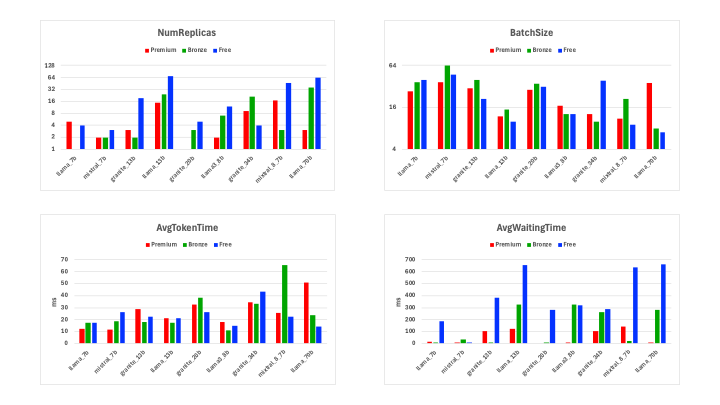 NumReplicas
Premium Bronze Free
128
64
32
16
8
4
2
1
llama_7b mistral_7b granite_13b llama_13b granite_20b llama3_8b granite_34b mixtral_8_7b llama_70b
BatchSize
Premium Bronze Free
64
16
4
llama_7b mistral_7b granite_13b llama_13b granite_20b llama3_8b granite_34b mixtral_8_7b llama_70b
AvgTokenTime
Premium Bronze Free
70
60
50
40
30
20
10
0
ms
llama_7b mistral_7b granite_13b llama_13b granite_20b llama3_8b granite_34b mixtral_8_7b llama_70b
AvgWaitingTime
Premium Bronze Free
700
600
500
400
300
200
100
0
ms
llama_7b mistral_7b granite_13b llama_13b granite_20b llama3_8b granite_34b mixtral_8_7b llama_70b